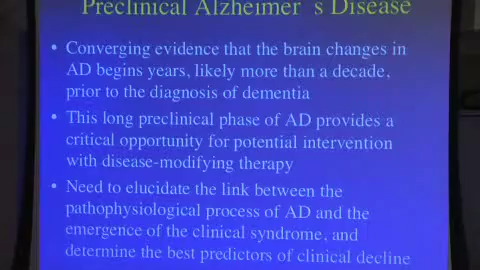 Preclinical Alzheimer's Disease
• Converging evidence that the brain changes in
AD begins years, likely more than a decade,
prior to the diagnosis of dementia
• This long preclinical phase of AD provides a
critical opportunity for potential intervention
with disease-modifying therapy
• Need to elucidate the link between the
pathophysiological process of AD and the
emergence of the clinical syndrome, and
determine the best predictors of clinical decline